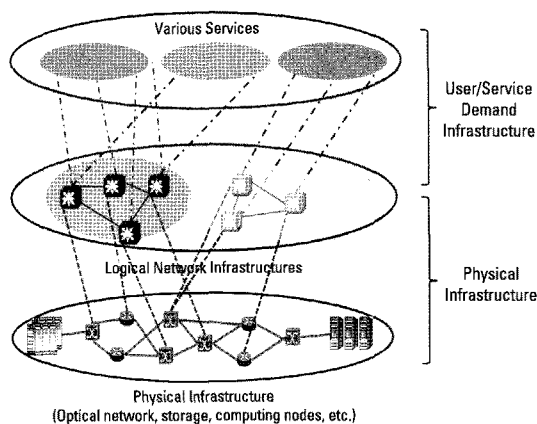 Various Services
User/Service
Demand
Infrastructure
Logical Network Infrastructures
Physical
Infrastructure
Physical Infrastructure
(Optical network, storage, computing nodes, etc.)